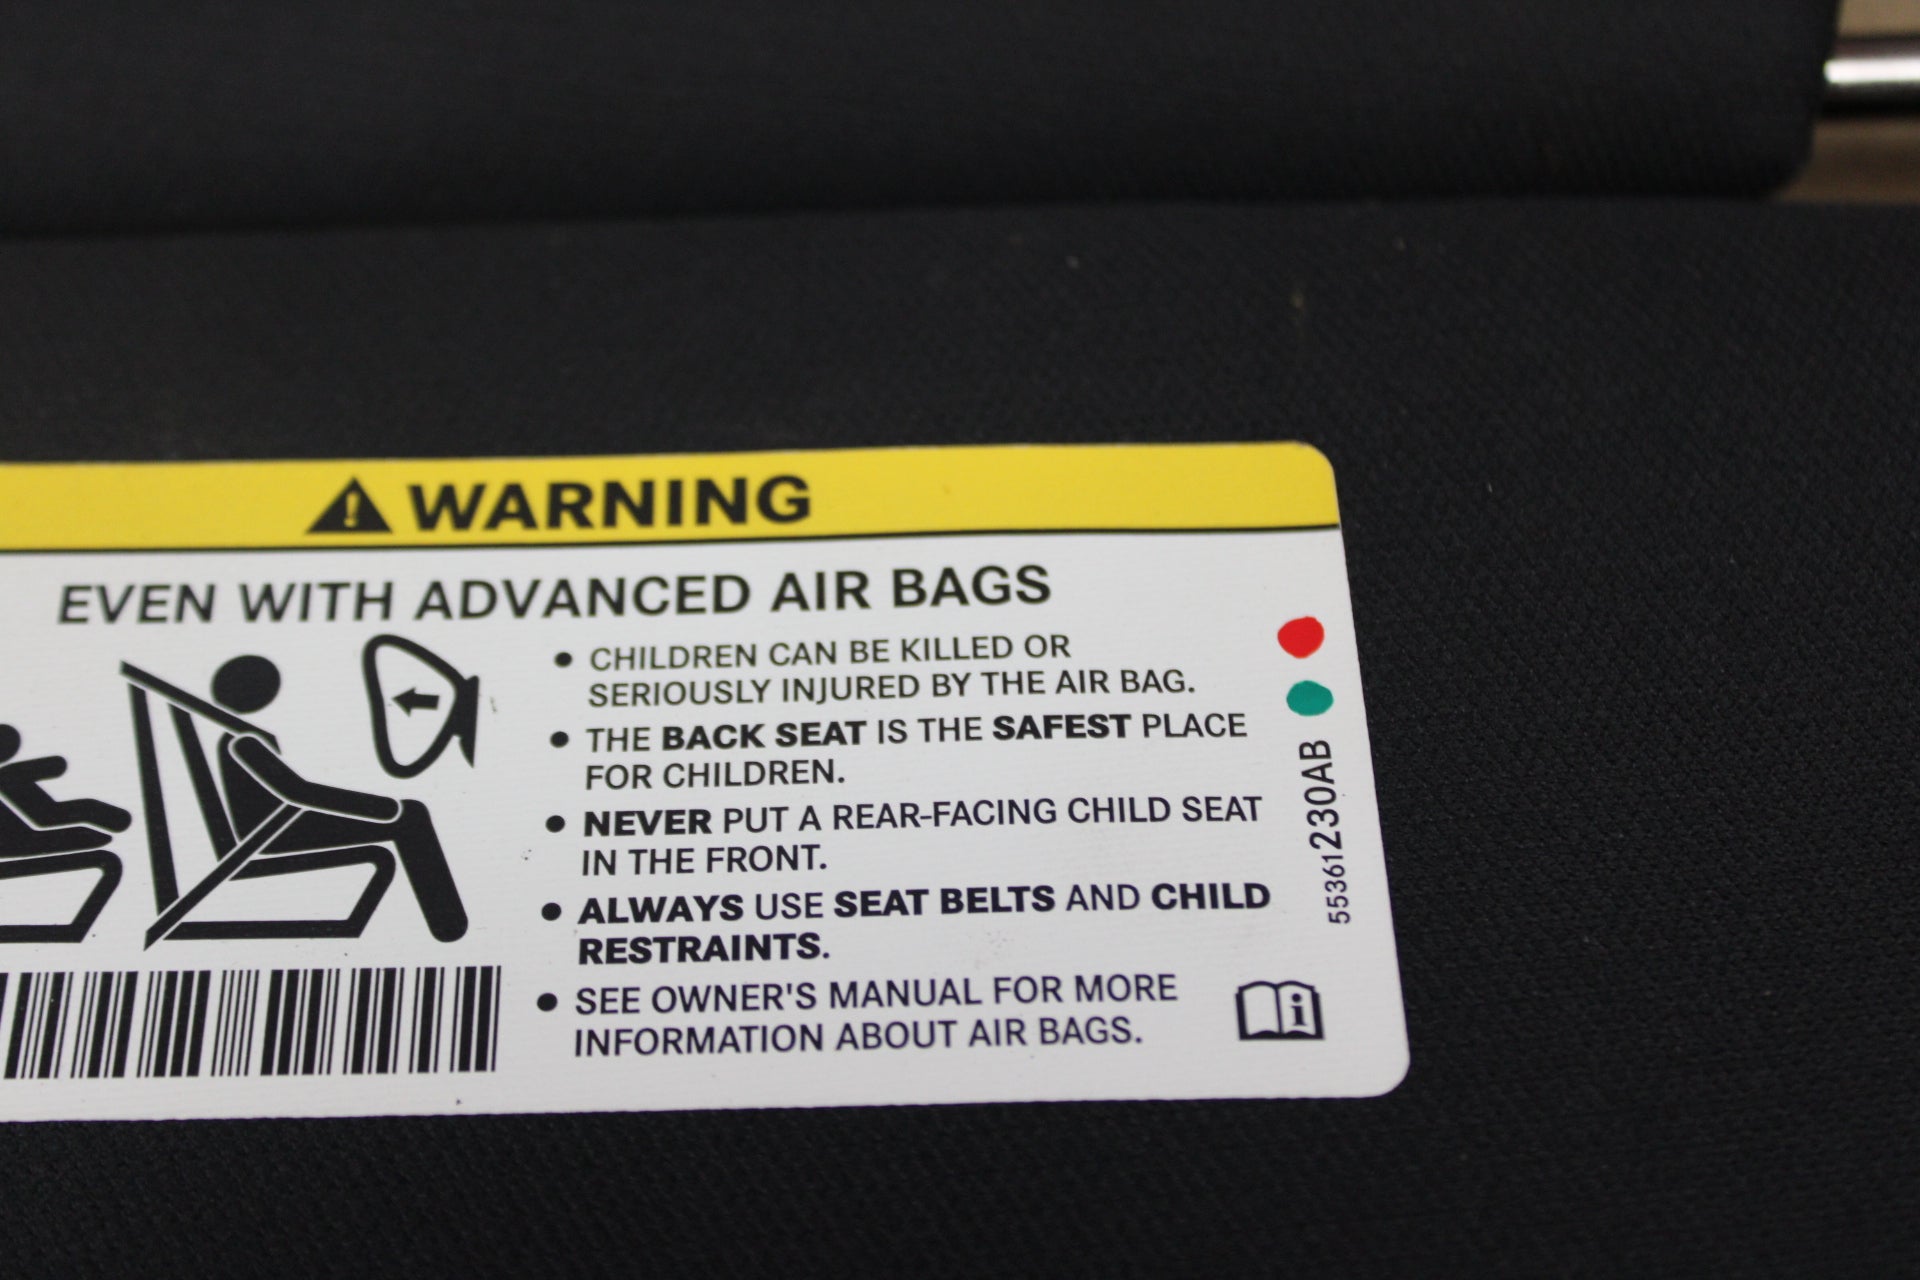 WARNING
EVEN WITH ADVANCED AIR BAGS
• CHILDREN CAN BE KILLED OR
SERIOUSLY INJURED BY THE AIR BAG.
• THE BACK SEAT IS THE SAFEST PLACE
FOR CHILDREN.
• NEVER PUT A REAR-FACING CHILD SEAT
IN THE FRONT.
• ALWAYS USE SEAT BELTS AND CHILD
RESTRAINTS.
• SEE OWNER'S MANUAL FOR MORE
INFORMATION ABOUT AIR BAGS.
55361230AB